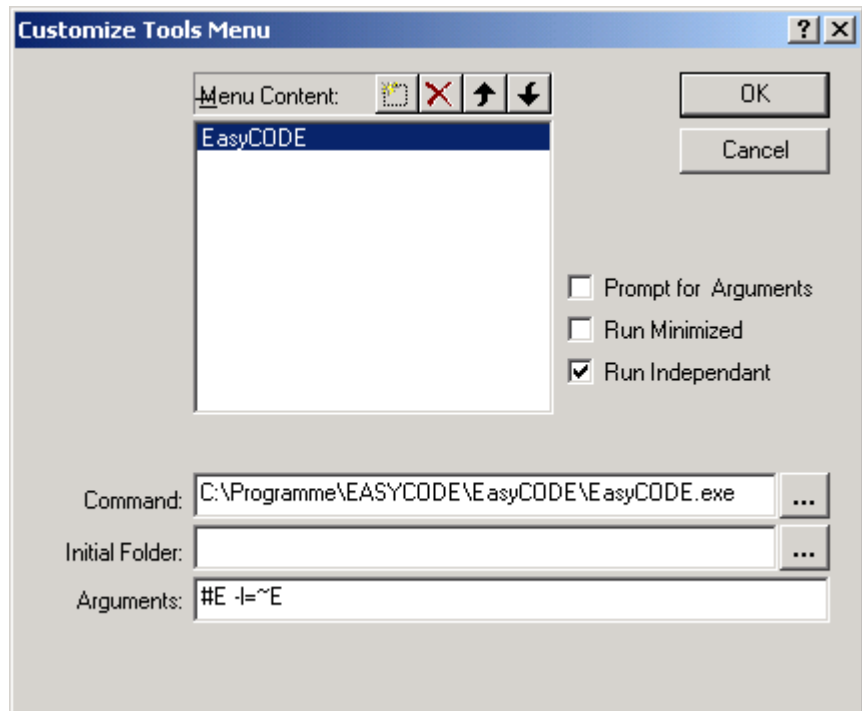 Customize Tools Menu
Menu Content:
OK
EasyCODE
Cancel
Prompt for Arguments
Run Minimized
Run Independant
Command: C:\Programme\EASYCODE\EasyCODE\EasyCODE.exe ...
Initial Folder: ...
Arguments: #E -l=~E